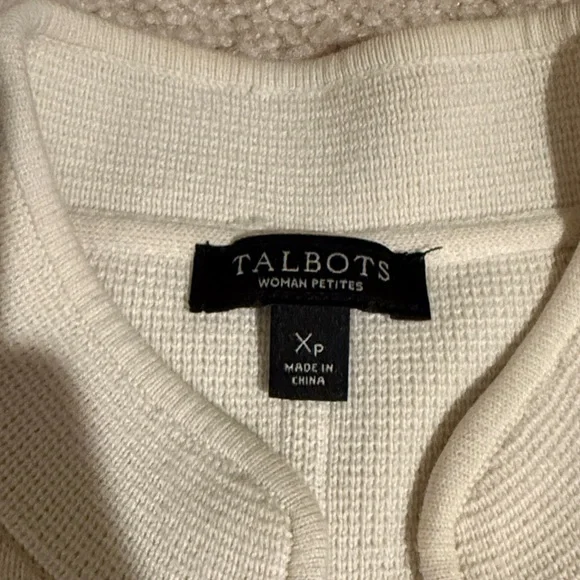 TALBOTS
WOMAN PETITES
XP
MADE IN
CHINA